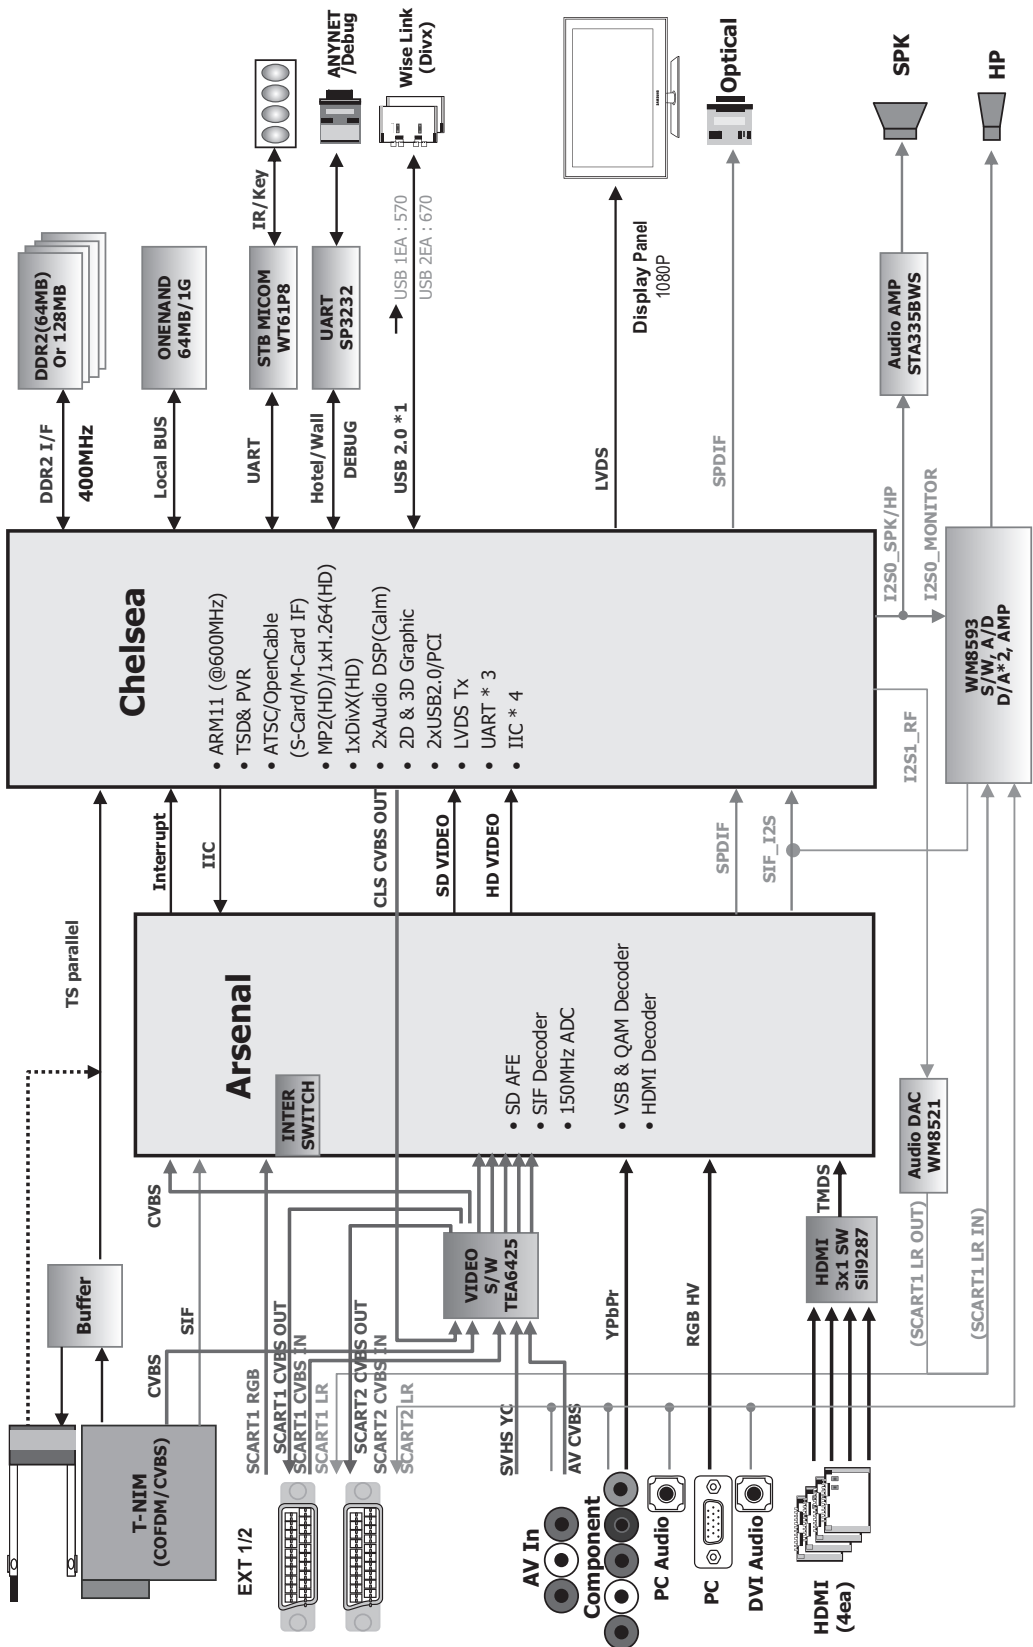 DDR2(64MB)
Or 128MB
ONENAND
64MB/1G
STB MICOM
WT61P8
UART
SP3232
IR/Key
ANYNET
/Debug
Wise Link
(Divx)
USB 1EA : 570
USB 2EA : 670
Display Panel
1080P
Optical
Audio AMP
STA335BWS
SPK
HP
DDR2 I/F
400MHz
Local BUS
UART
Hotel/Wall
DEBUG
USB 2.0 *1
LVDS
SPDIF
I2S0_SPK/HP
I2S0_MONITOR
Chelsea
• ARM11 (@600MHz)
• TSD& PVR
• ATSC/OpenCable
(S-Card/M-Card IF)
• MP2(HD)/1xH.264(HD)
• 1xDivX(HD)
• 2xAudio DSP(Calm)
• 2D & 3D Graphic
• 2xUSB2.0/PCI
• LVDS Tx
• UART * 3
• IIC * 4
WM8593
S/W, A/D
D/A*2, AMP
TS parallel
Interrupt
IIC
CLS CVBS OUT
SD VIDEO
HD VIDEO
SPDIF
SIF_I2S
I2S1_RF
Arsenal
INTER
SWITCH
• SD AFE
• SIF Decoder
• 150MHz ADC
• VSB & QAM Decoder
• HDMI Decoder
Audio DAC
WM8521
Buffer
CVBS
SIF
CVBS
SCART1 RGB
SCART1 CVBS OUT
SCART1 CVBS IN
SCART1 LR
SCART2 CVBS OUT
SCART2 CVBS IN
SCART2 LR
VIDEO
S/W
TEA6425
SVHS YC
AV CVBS
YPbPr
RGB HV
TMDS
HDMI
3x1 SW
Sil9287
(SCART1 LR OUT)
(SCART1 LR IN)
T-NIM
(COFDM/CVBS)
EXT 1/2
AV In
Component
PC Audio
PC
DVI Audio
HDMI
(4ea)